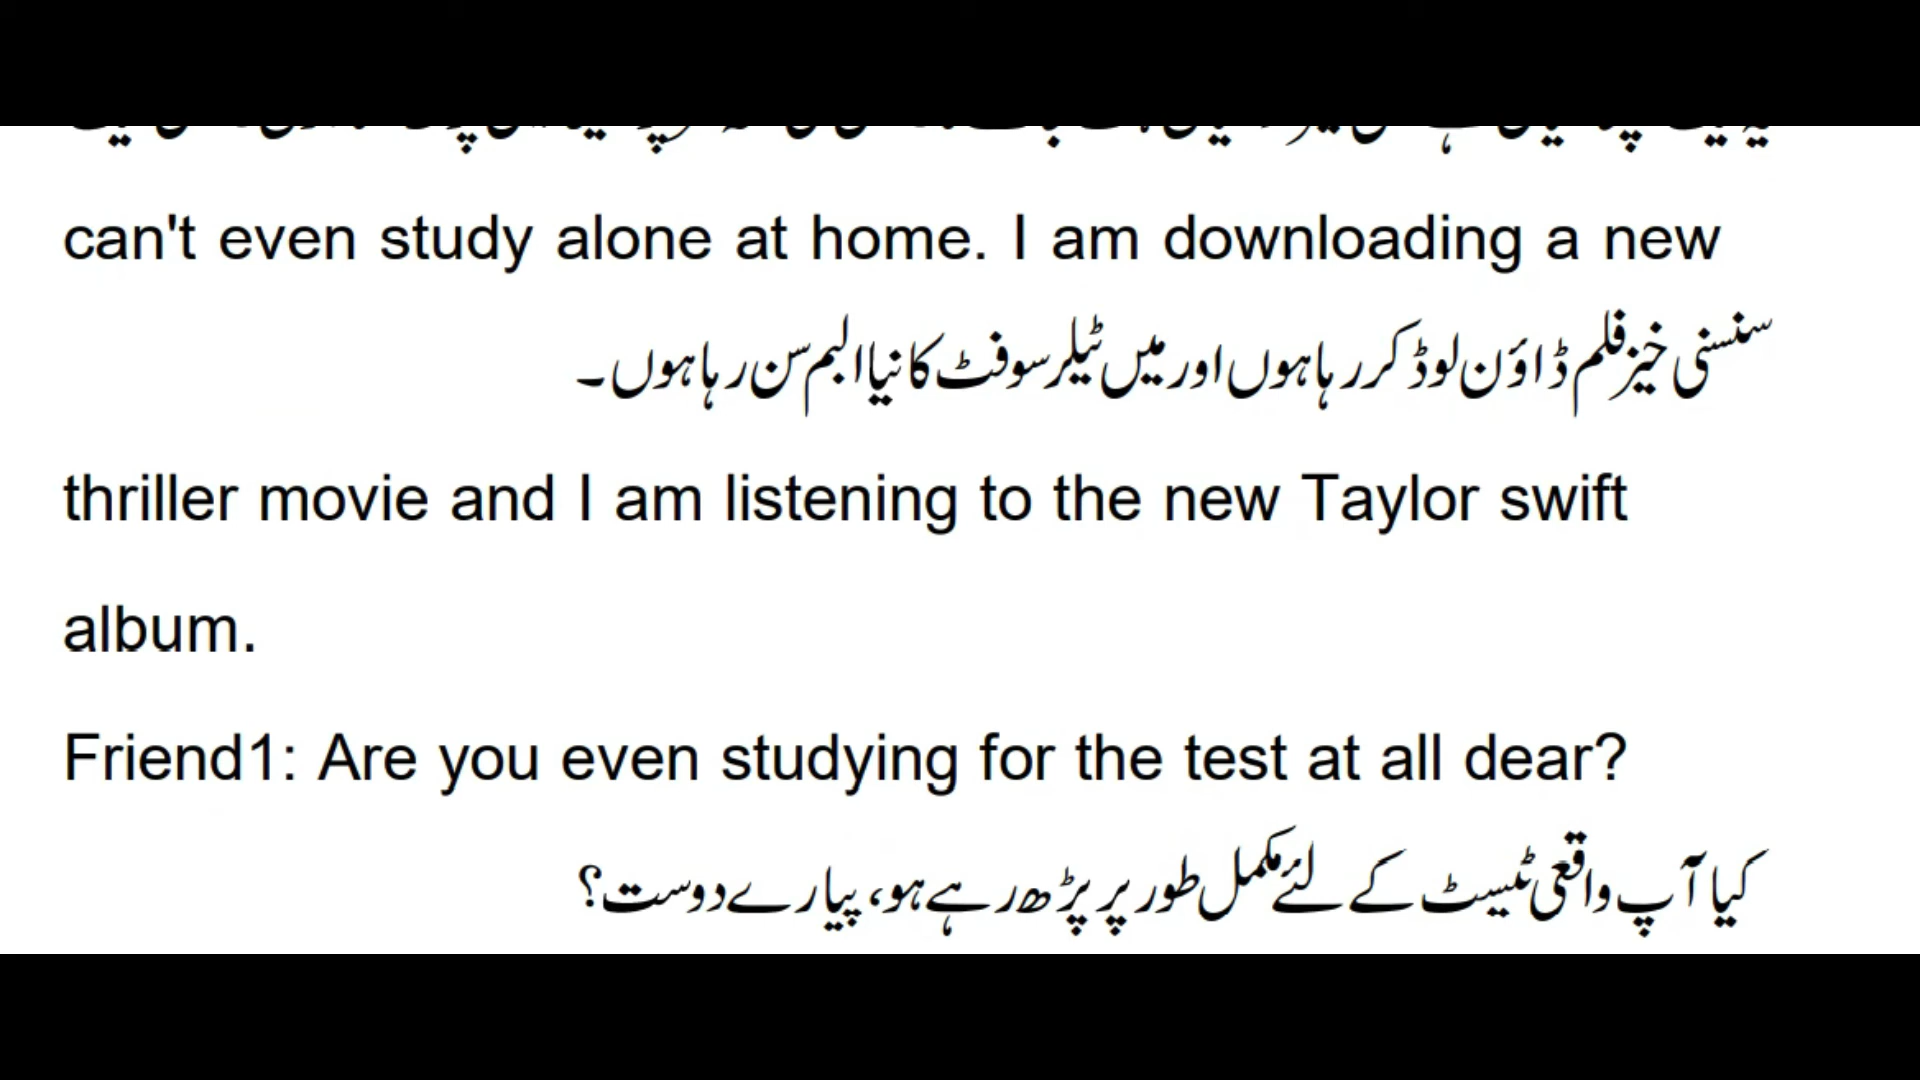 can't even study alone at home. I am downloading a new
سنسنی خیز فلم ڈاؤن لوڈ کر رہا ہوں اور میں ٹیلر سوفٹ کا نیا البم سن رہا ہوں۔
thriller movie and I am listening to the new Taylor swift
album.
Friend1: Are you even studying for the test at all dear?
کیا آپ واقعی ٹیسٹ کے لئے مکمل طور پر پڑھ رہے ہو، پیارے دوست؟